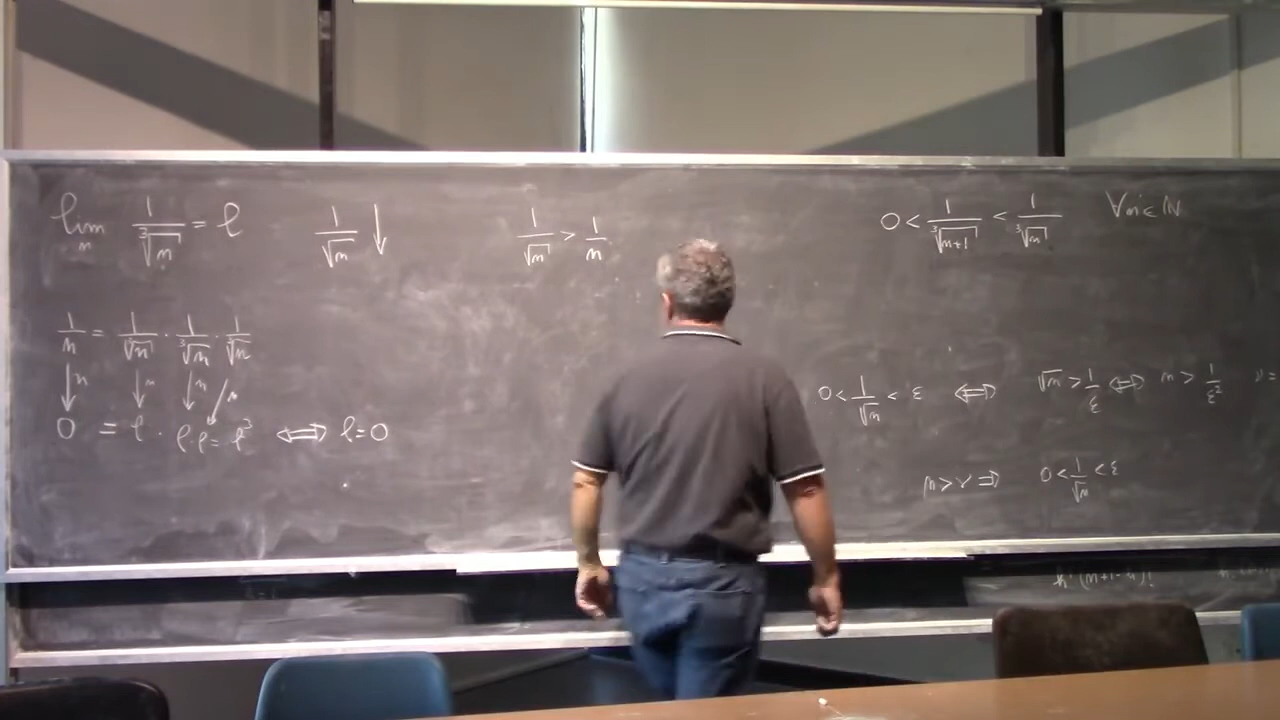 lim_n 1/∛n = ℓ    1/√n ↓    1/√n > 1/n    0 < 1/∛(n+1) < 1/∛n    ∀n∈ℕ
1/n = 1/∛n · 1/∛n · 1/∛n
↓n ↓n ↓n ↓n
0 = ℓ · ℓ · ℓ = ℓ³ ⇔ ℓ=0
0 < 1/√n < ε ⇔ √n > 1/ε ⇔ n > 1/ε²
n > ν ⇒ 0 < 1/√n < ε